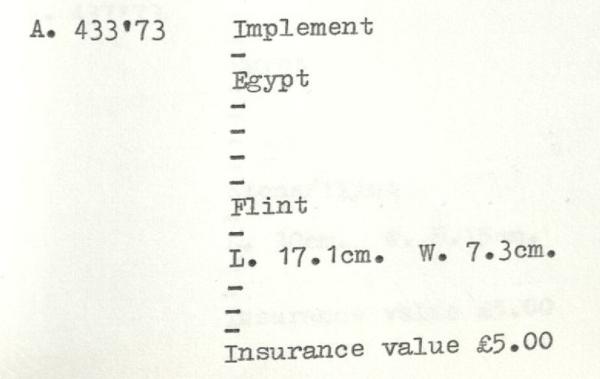 A. 433'73 Implement
-
Egypt
-
-
-
-
Flint
-
L. 17.1cm. W. 7.3cm.
-
-
-
Insurance value £5.00